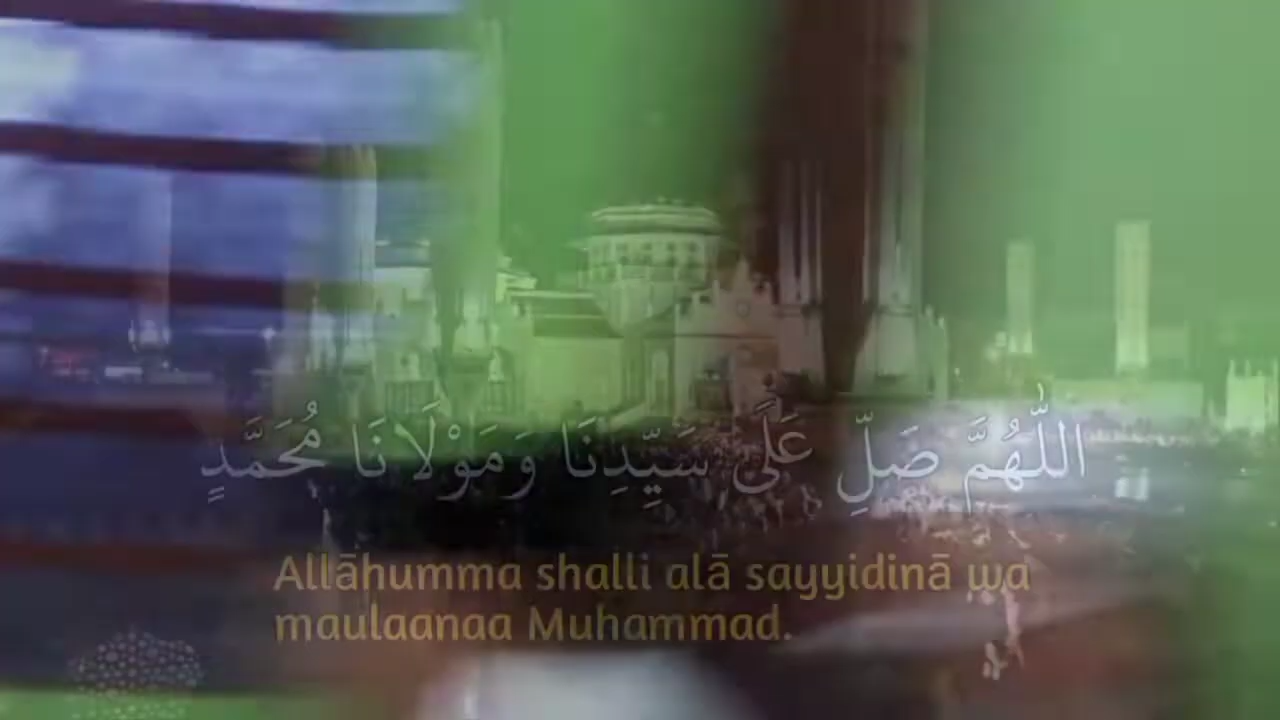 اللّٰهُمَّ صَلِّ عَلَى سَيِّدِنَا وَمَوْلَانَا مُحَمَّدٍ
Allāhumma shalli alā sayyidinā wa
maulaanaa Muhammad.